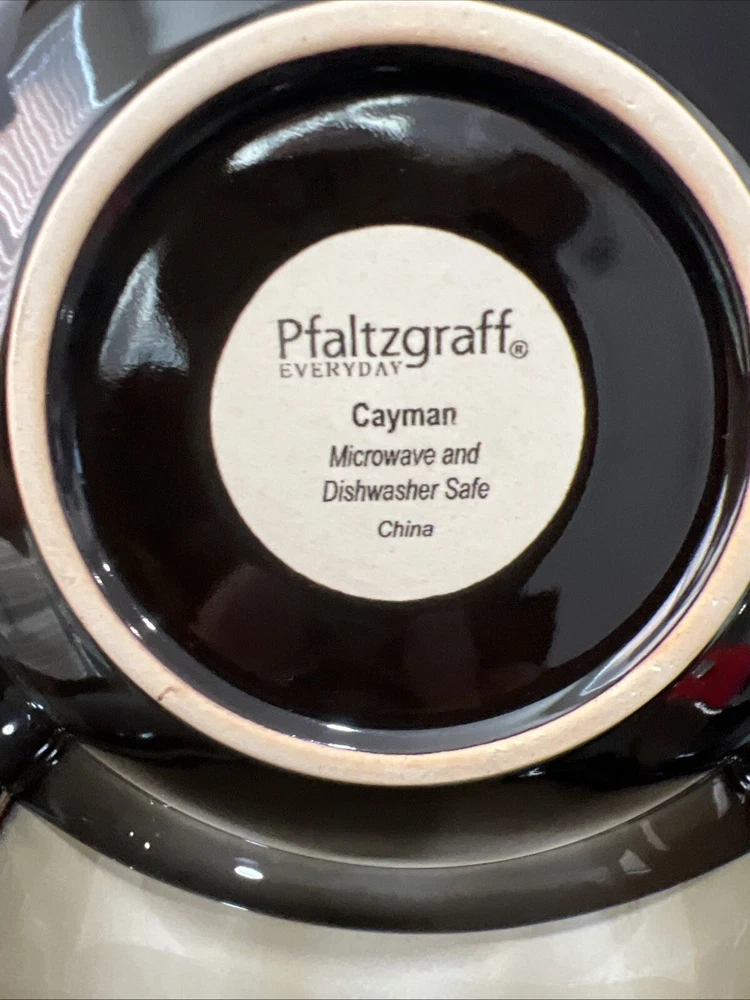 Pfaltzgraff®
EVERYDAY
Cayman
Microwave and
Dishwasher Safe
China